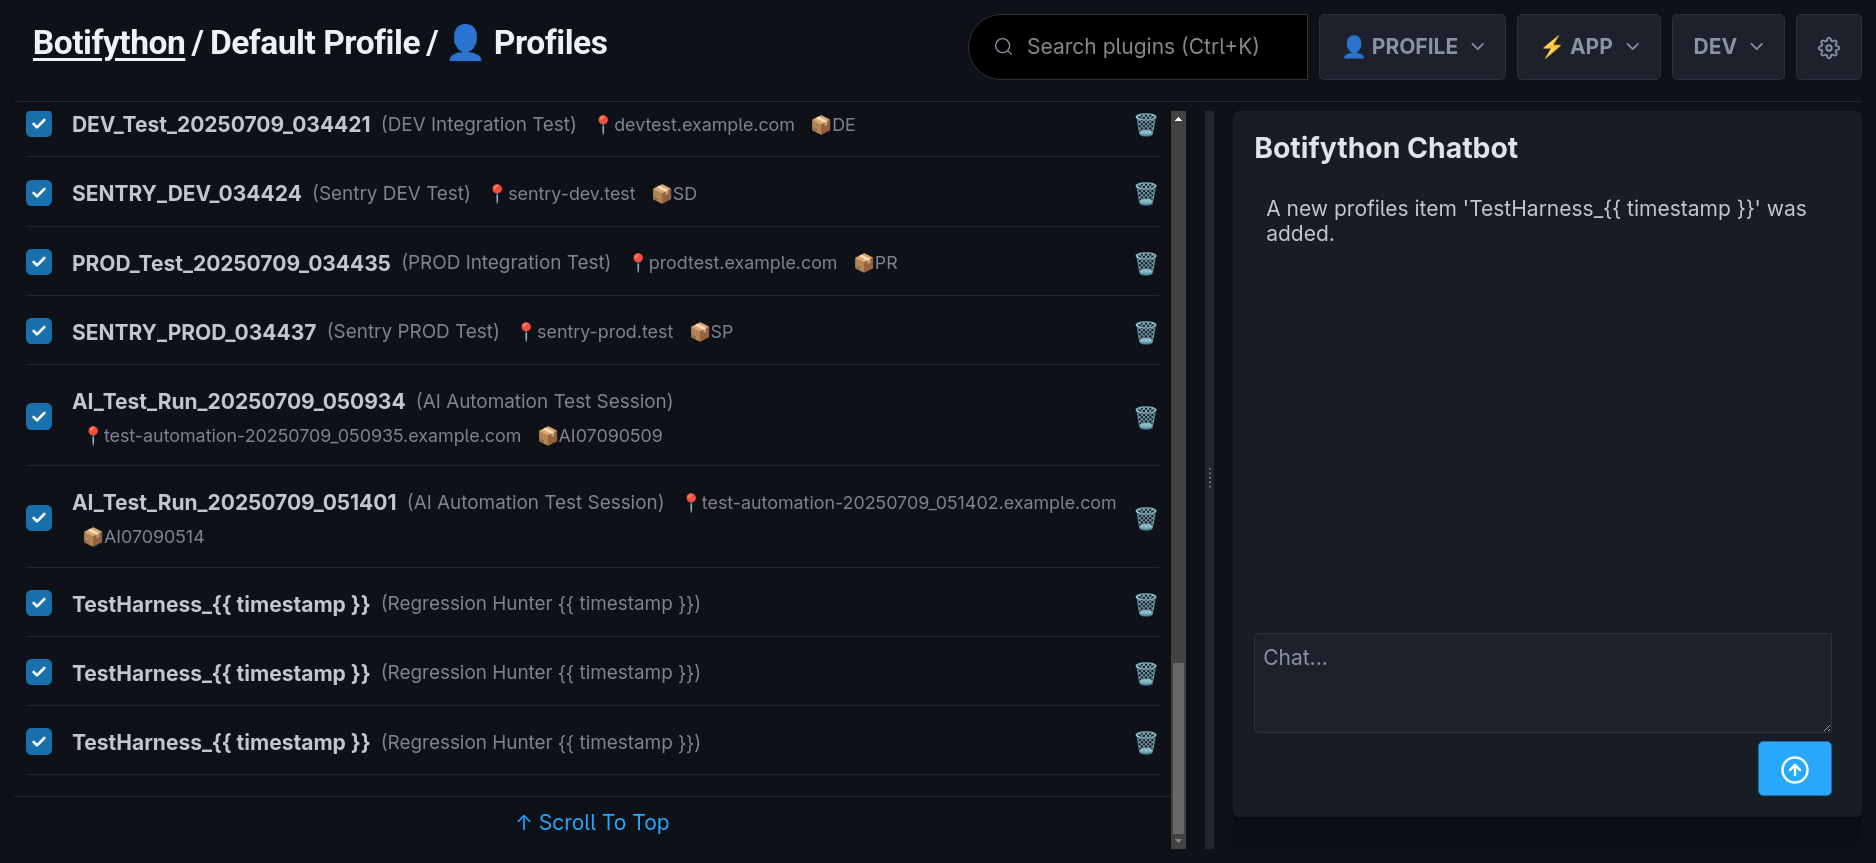 Botifython / Default Profile / 👤 Profiles
Search plugins (Ctrl+K)
👤 PROFILE
⚡ APP
DEV
DEV_Test_20250709_034421 (DEV Integration Test) 📍devtest.example.com 📦DE
SENTRY_DEV_034424 (Sentry DEV Test) 📍sentry-dev.test 📦SD
PROD_Test_20250709_034435 (PROD Integration Test) 📍prodtest.example.com 📦PR
SENTRY_PROD_034437 (Sentry PROD Test) 📍sentry-prod.test 📦SP
AI_Test_Run_20250709_050934 (AI Automation Test Session)
📍test-automation-20250709_050935.example.com 📦AI07090509
AI_Test_Run_20250709_051401 (AI Automation Test Session) 📍test-automation-20250709_051402.example.com
📦AI07090514
TestHarness_{{ timestamp }} (Regression Hunter {{ timestamp }})
TestHarness_{{ timestamp }} (Regression Hunter {{ timestamp }})
TestHarness_{{ timestamp }} (Regression Hunter {{ timestamp }})
↑ Scroll To Top
Botifython Chatbot
A new profiles item 'TestHarness_{{ timestamp }}' was
added.
Chat...